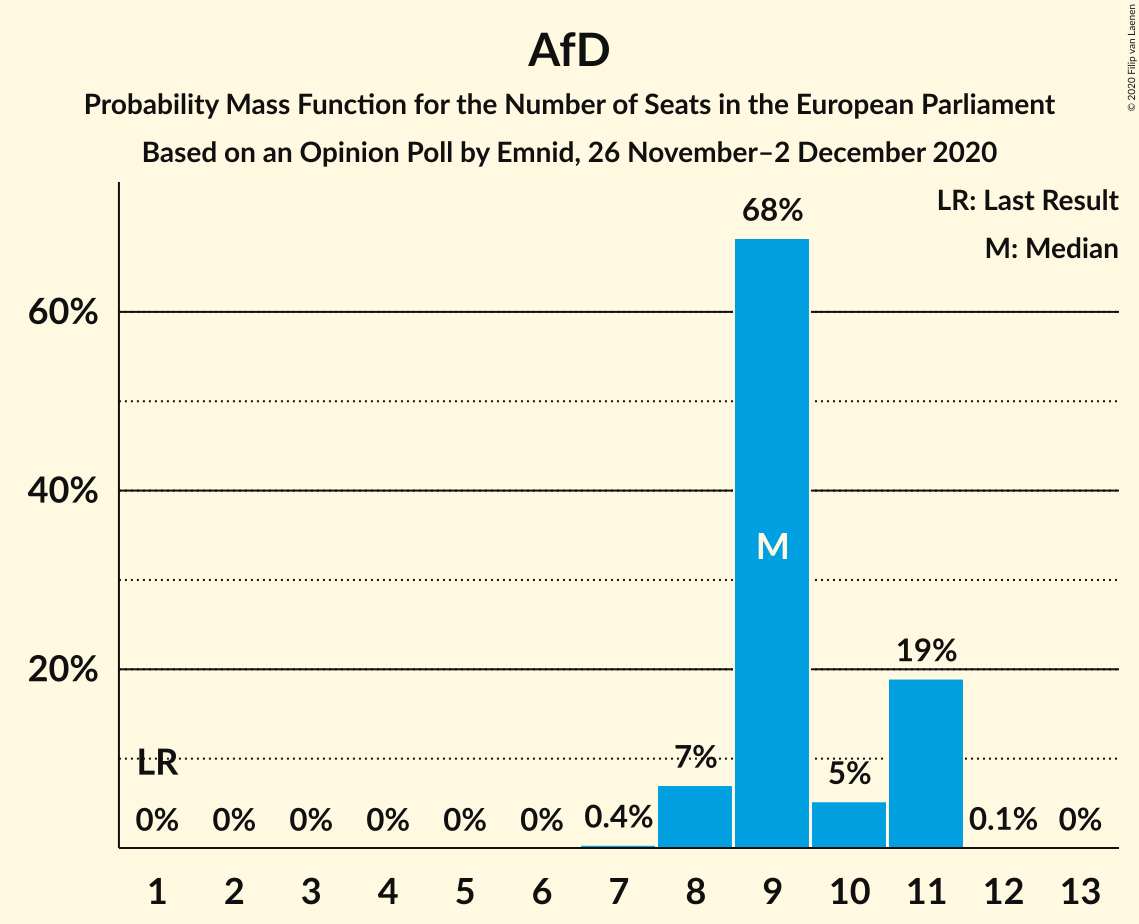 AfD
Probability Mass Function for the Number of Seats in the European Parliament
Based on an Opinion Poll by Emnid, 26 November–2 December 2020
© 2020 Filip van Laenen
LR: Last Result
M: Median
68%
60%
40%
M
19%
20%
LR
7%
5%
0% 0% 0% 0% 0% 0% 0.4% 0.1% 0%
1 2 3 4 5 6 7 8 9 10 11 12 13